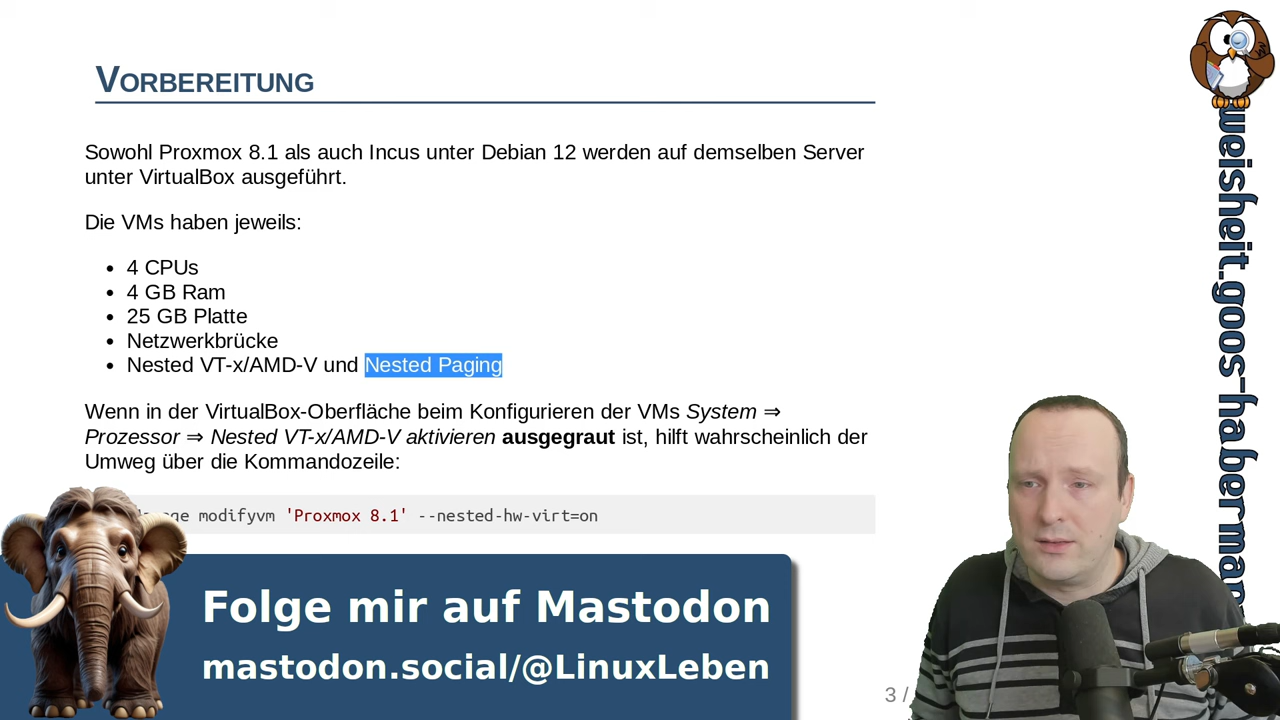 VORBEREITUNG
Sowohl Proxmox 8.1 als auch Incus unter Debian 12 werden auf demselben Server
unter VirtualBox ausgeführt.
Die VMs haben jeweils:
• 4 CPUs
• 4 GB Ram
• 25 GB Platte
• Netzwerkbrücke
• Nested VT-x/AMD-V und Nested Paging
Wenn in der VirtualBox-Oberfläche beim Konfigurieren der VMs System ⇒
Prozessor ⇒ Nested VT-x/AMD-V aktivieren ausgegraut ist, hilft wahrscheinlich der
Umweg über die Kommandozeile:
modifyvm 'Proxmox 8.1' --nested-hw-virt=on
Folge mir auf Mastodon
mastodon.social/@LinuxLeben
3 /
weisheit.goos-haberman